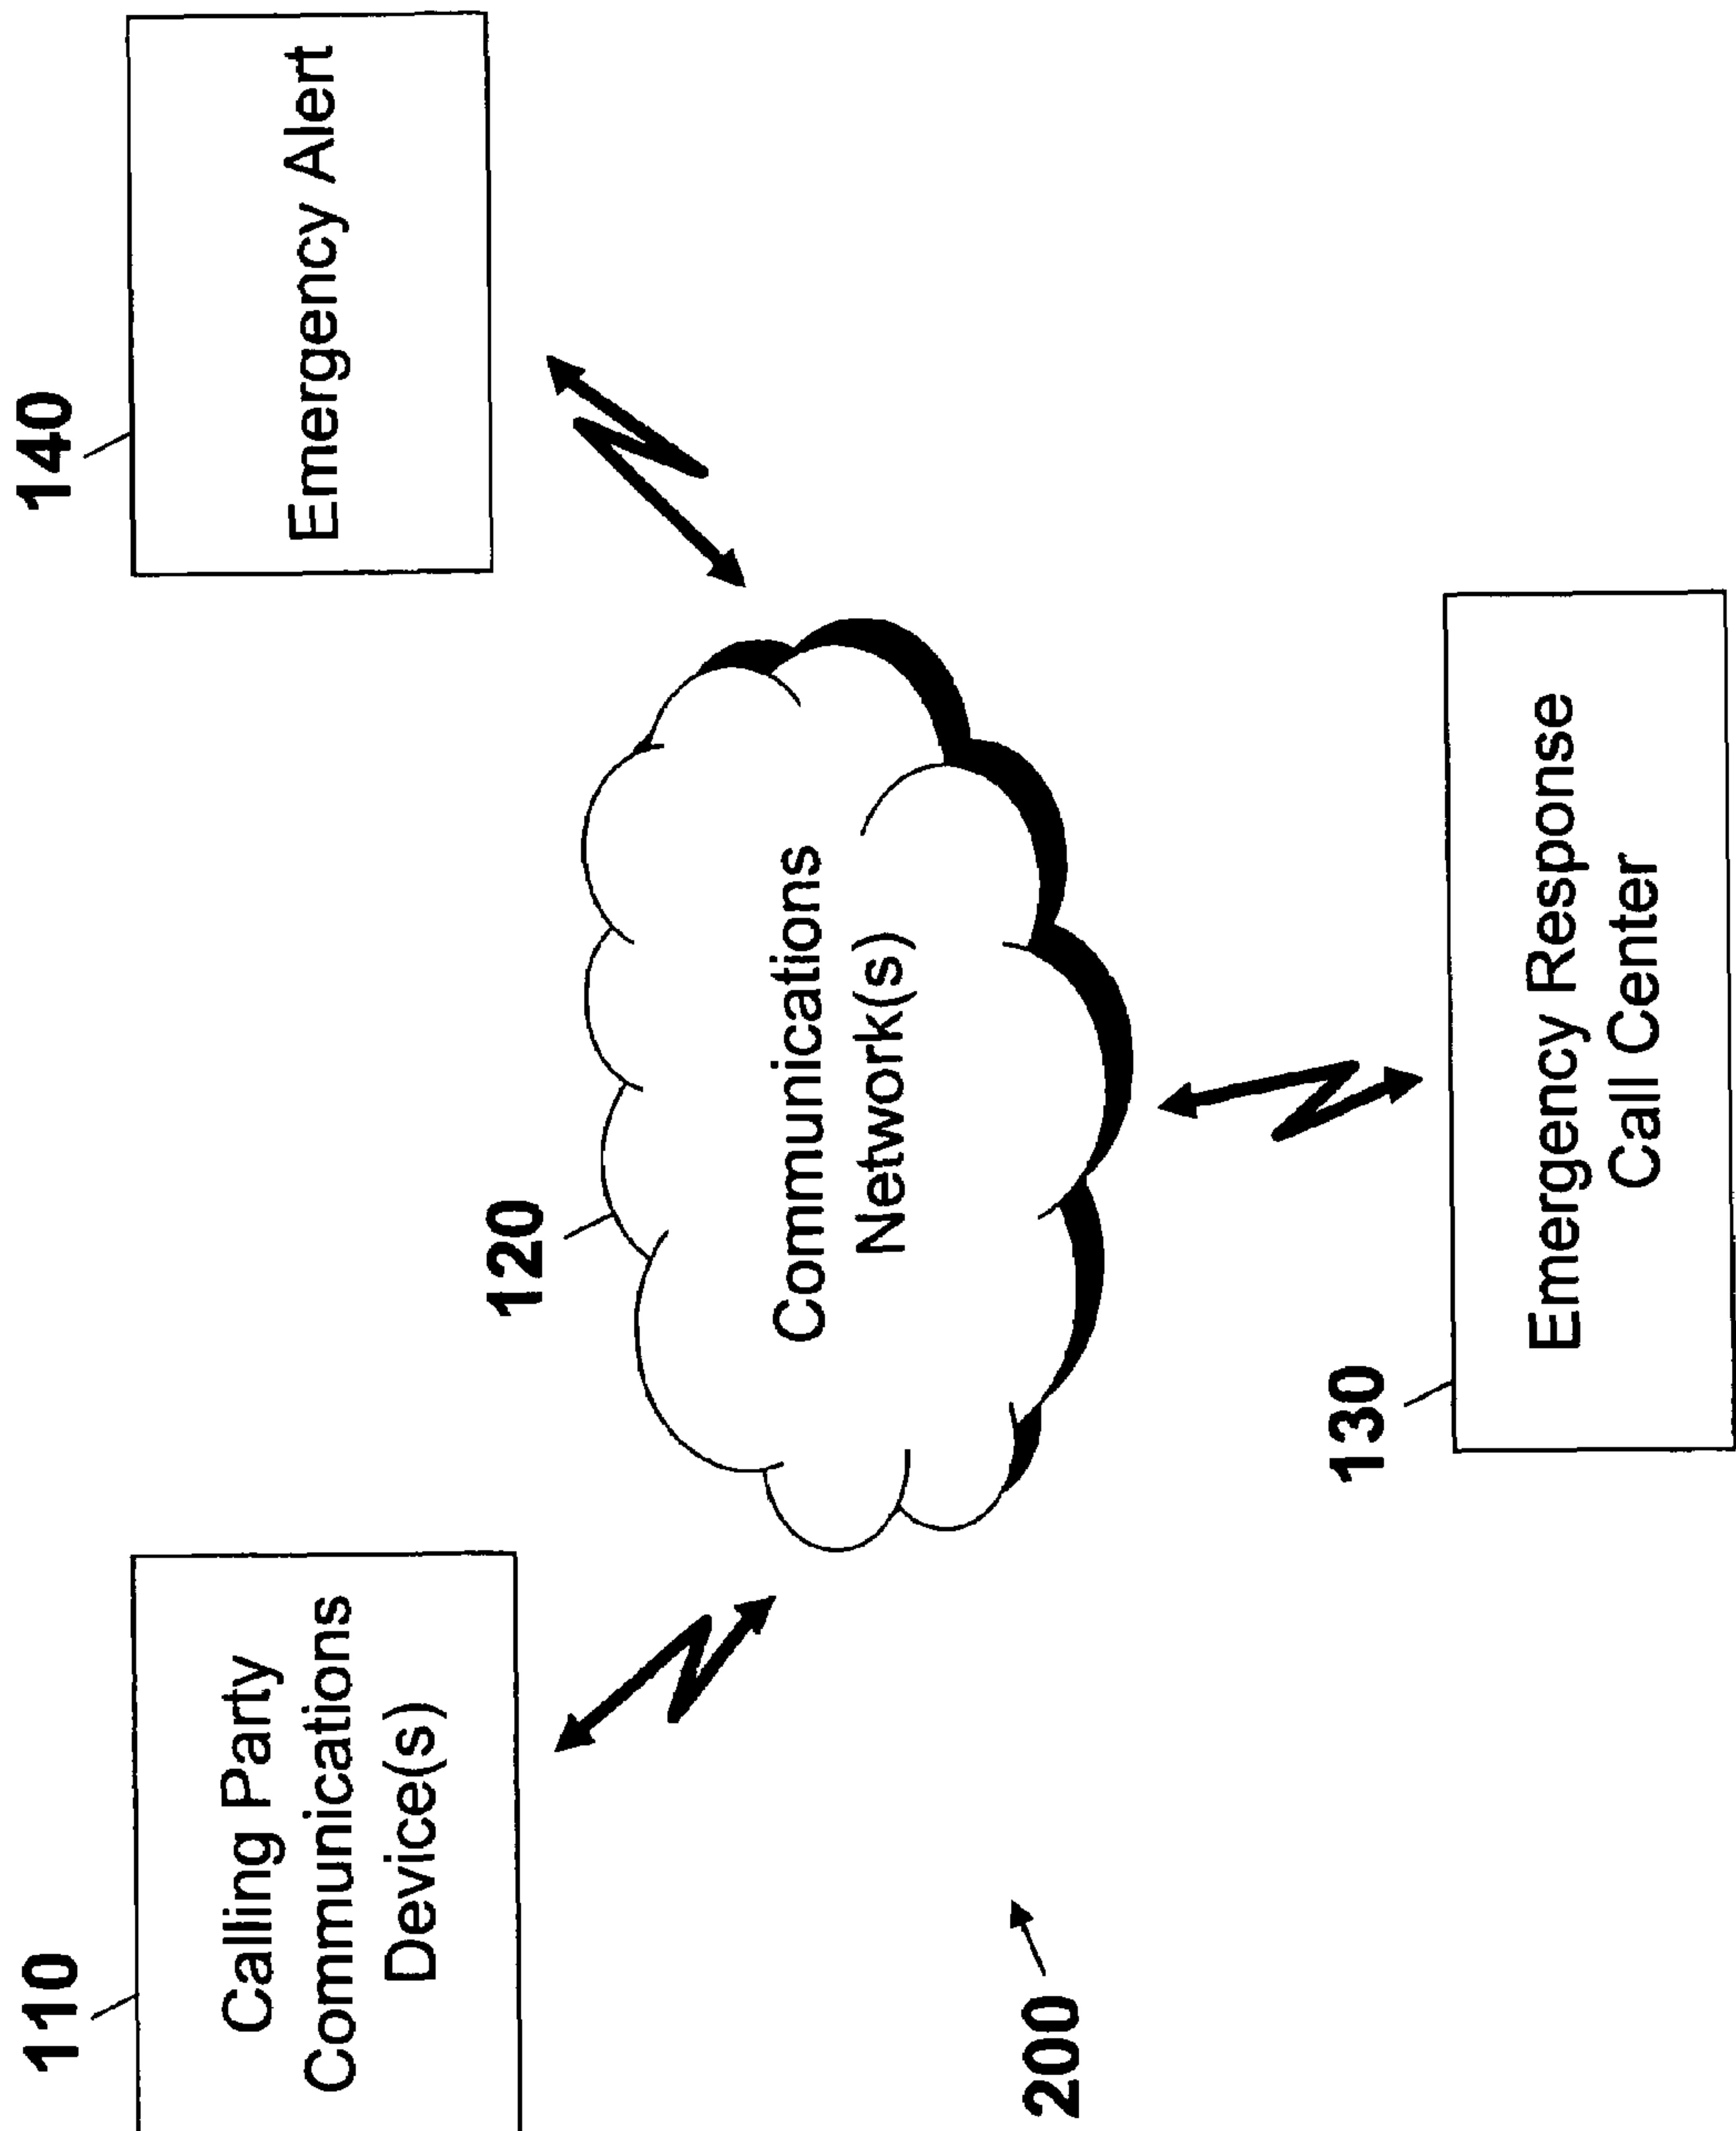 110
Calling Party
Communications
Device(s)
120
Communications
Network(s)
140
Emergency Alert
130
Emergency Response
Call Center
200